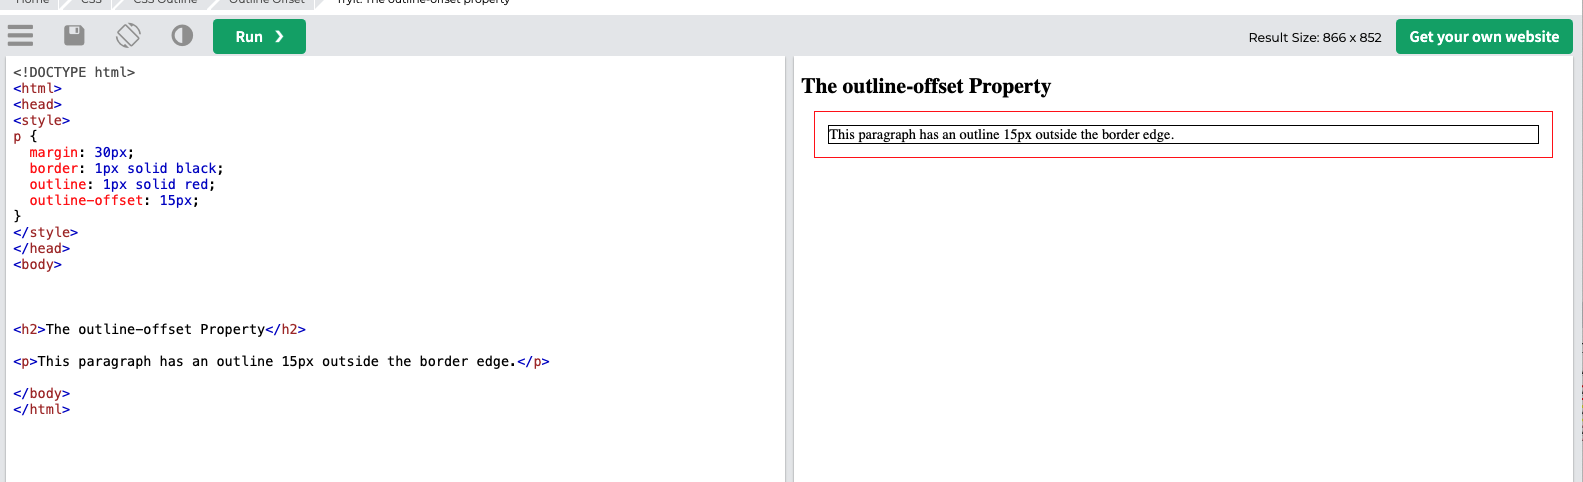 Home CSS CSS Outline Outline Offset Tryit: The outline-offset property
Run ❯
Result Size: 866 x 852
Get your own website
<!DOCTYPE html>
<html>
<head>
<style>
p {
  margin: 30px;
  border: 1px solid black;
  outline: 1px solid red;
  outline-offset: 15px;
}
</style>
</head>
<body>
<h2>The outline-offset Property</h2>
<p>This paragraph has an outline 15px outside the border edge.</p>
</body>
</html>
The outline-offset Property
This paragraph has an outline 15px outside the border edge.